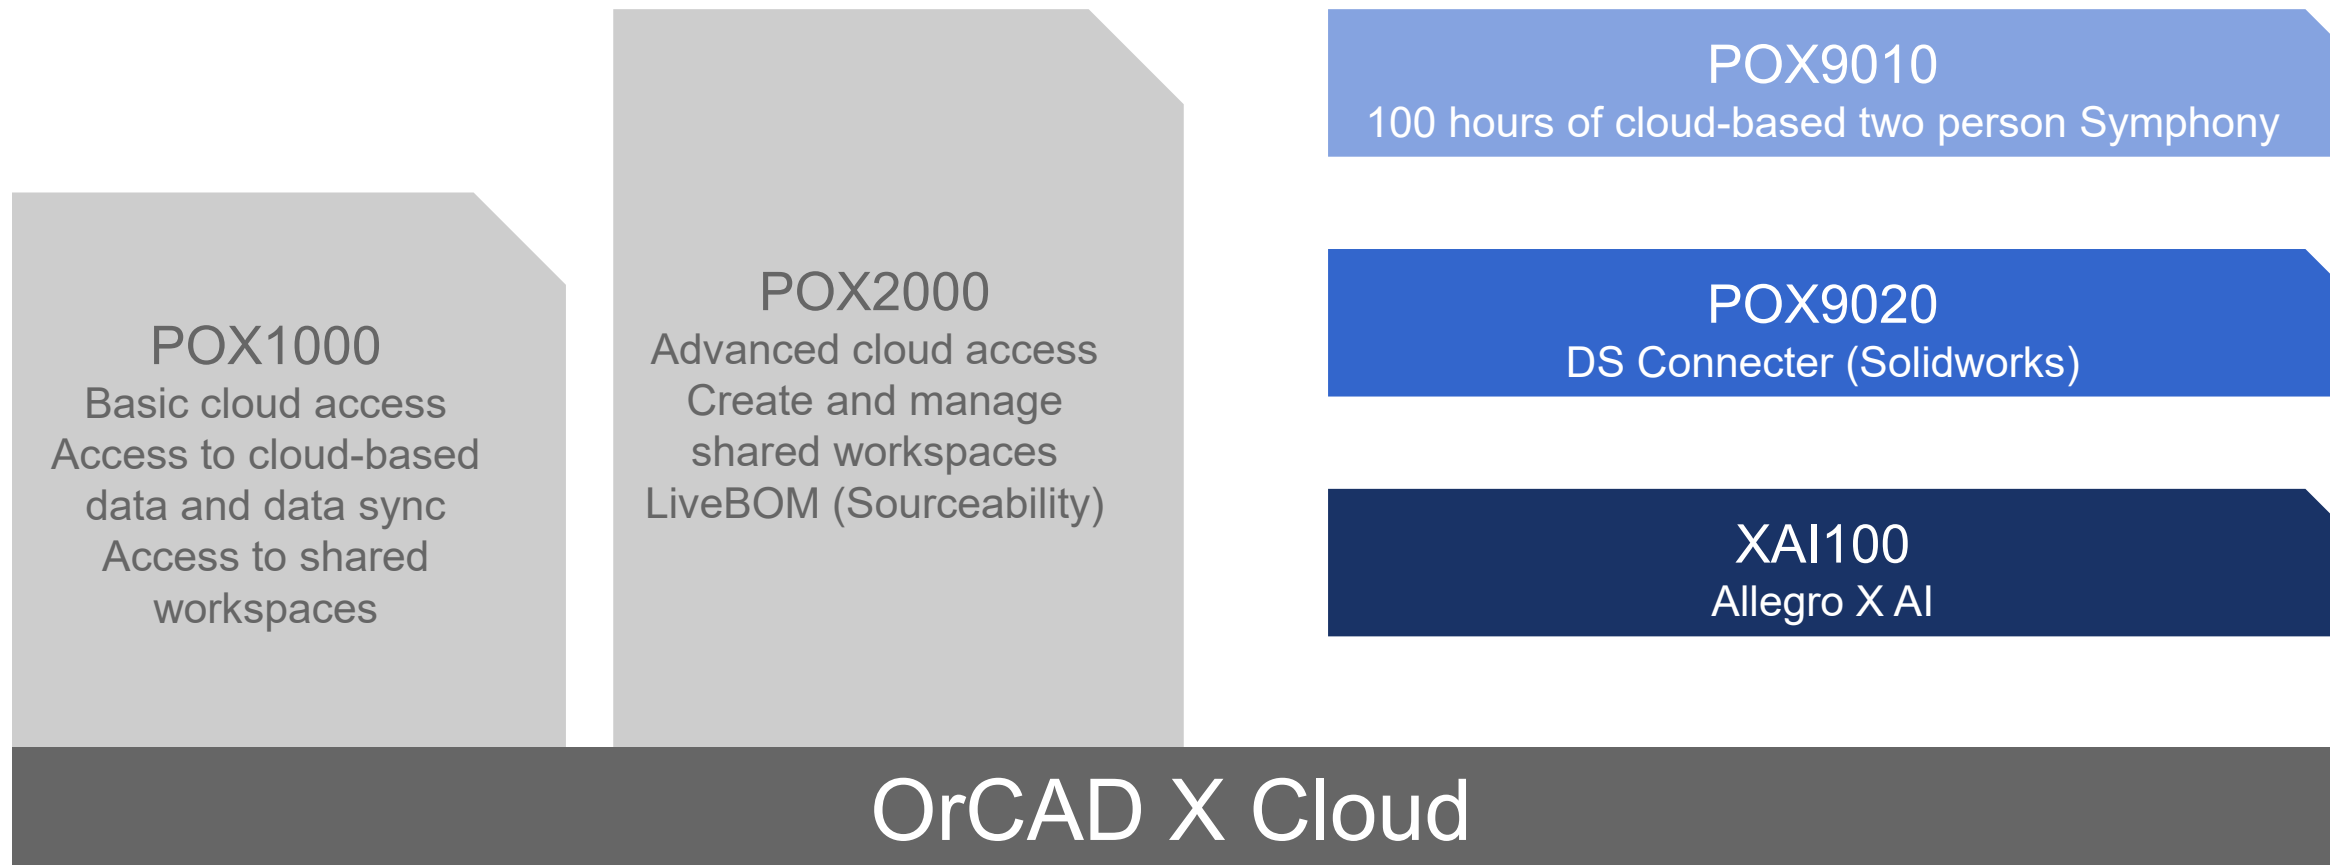 POX1000
Basic cloud access
Access to cloud-based
data and data sync
Access to shared
workspaces
POX2000
Advanced cloud access
Create and manage
shared workspaces
LiveBOM (Sourceability)
POX9010
100 hours of cloud-based two person Symphony
POX9020
DS Connecter (Solidworks)
XAI100
Allegro X AI
OrCAD X Cloud